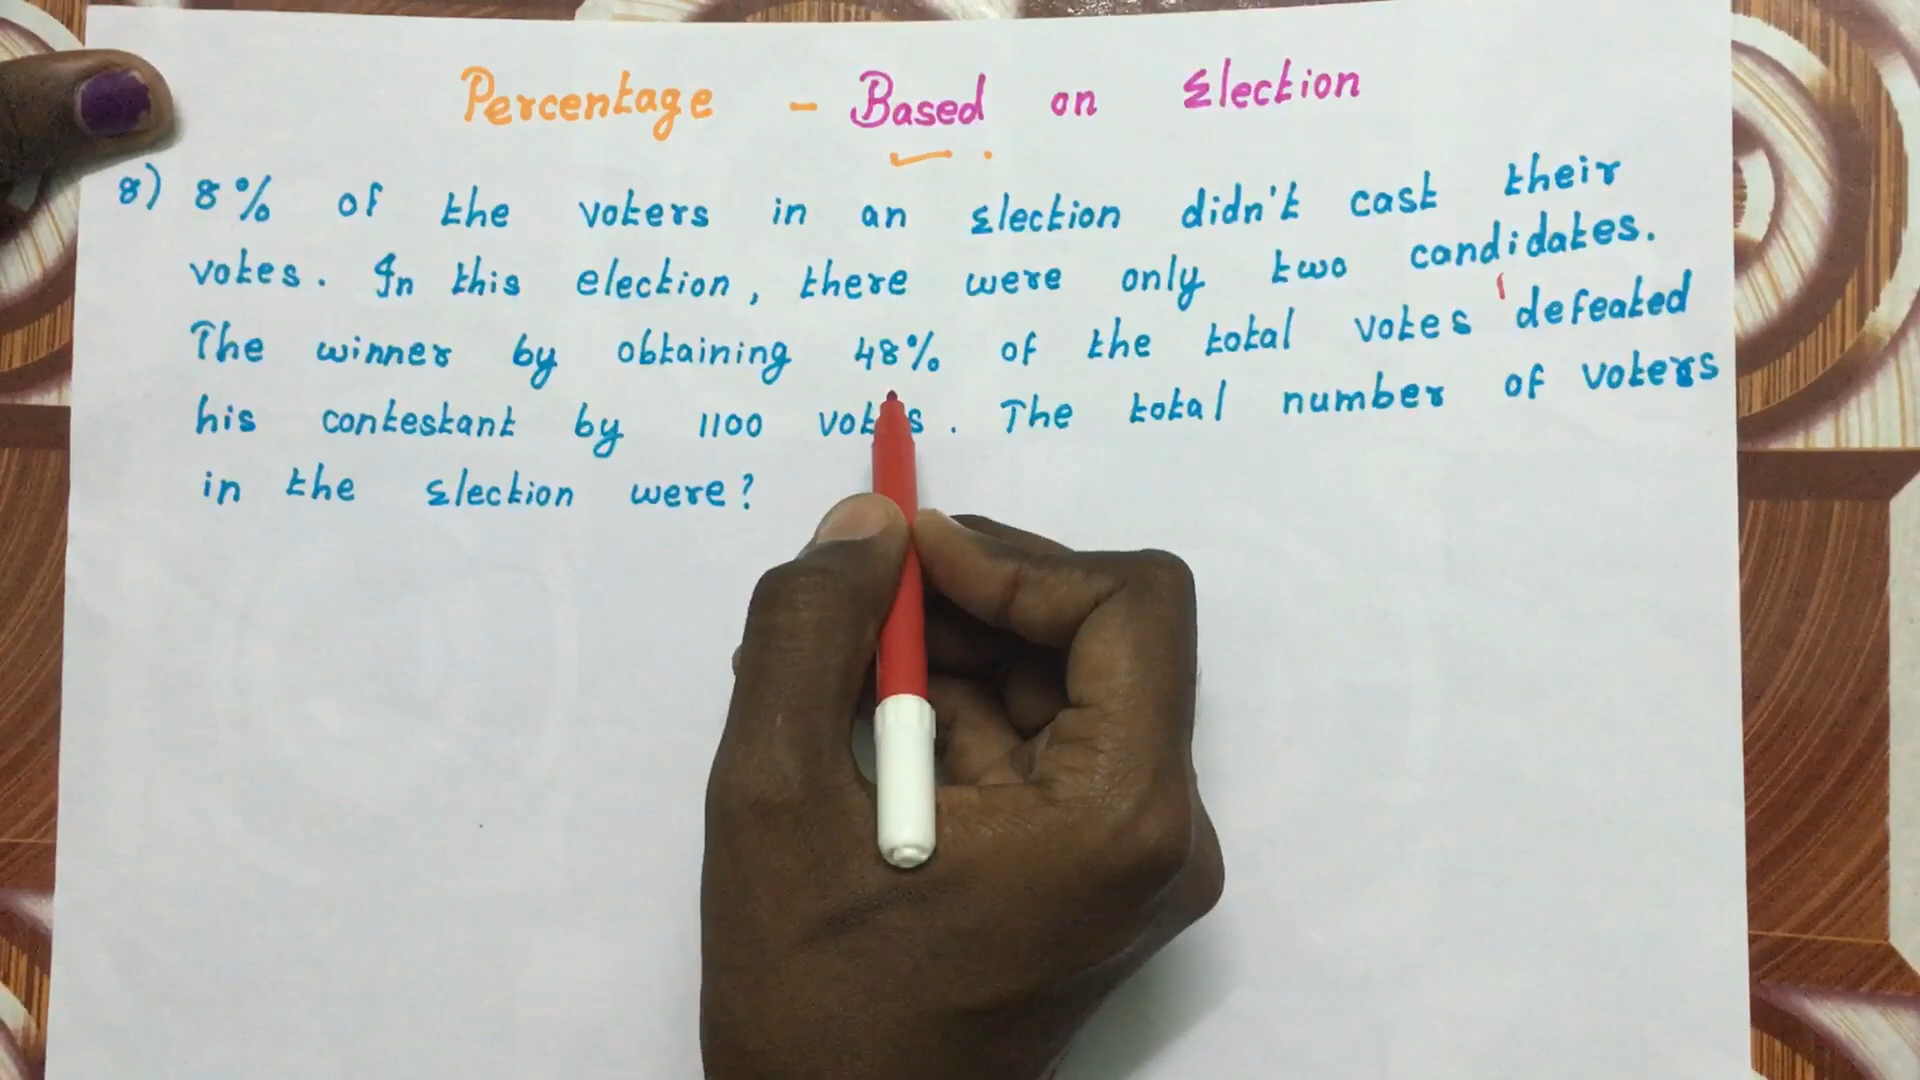 Percentage - Based on Election
8) 8% of the voters in an Election didn't cast their
votes. In this election, there were only two candidates.
The winner by obtaining 48% of the total votes defeated
his contestant by 1100 votes. The total number of voters
in the Election were?